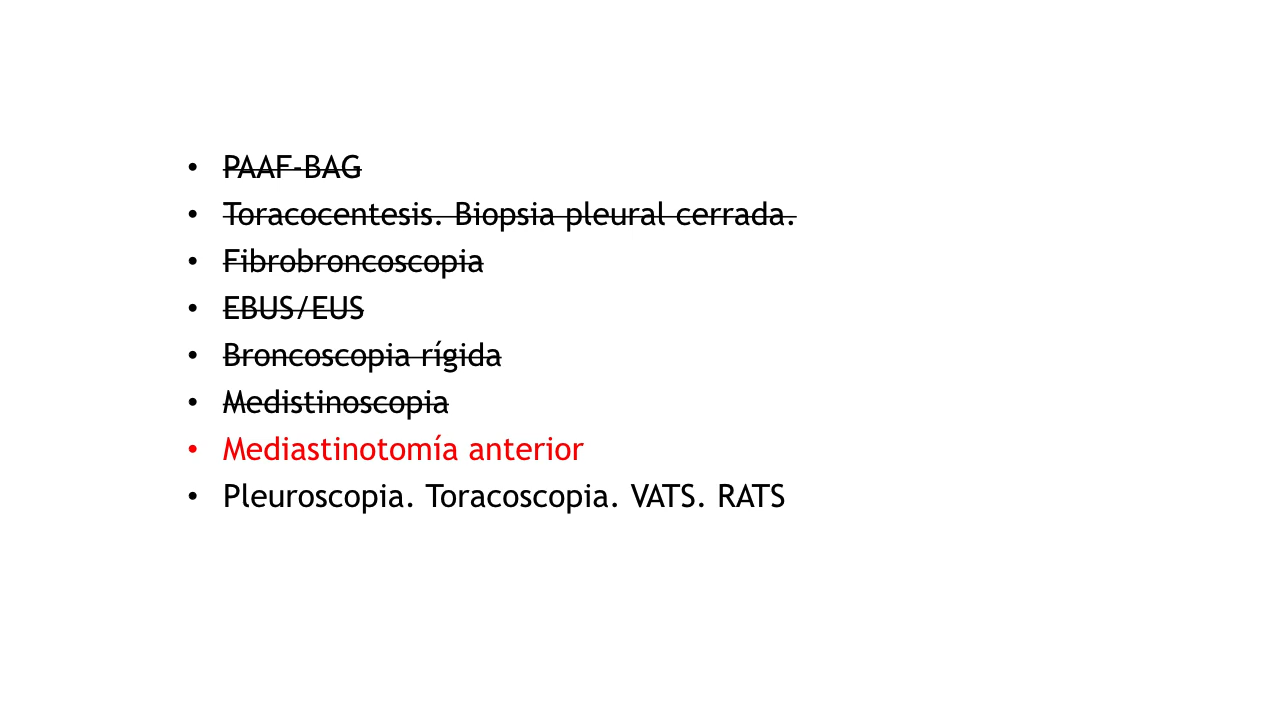 • PAAF-BAG
• Toracocentesis. Biopsia pleural cerrada.
• Fibrobroncoscopia
• EBUS/EUS
• Broncoscopia rígida
• Medistinoscopia
• Mediastinotomía anterior
• Pleuroscopia. Toracoscopia. VATS. RATS